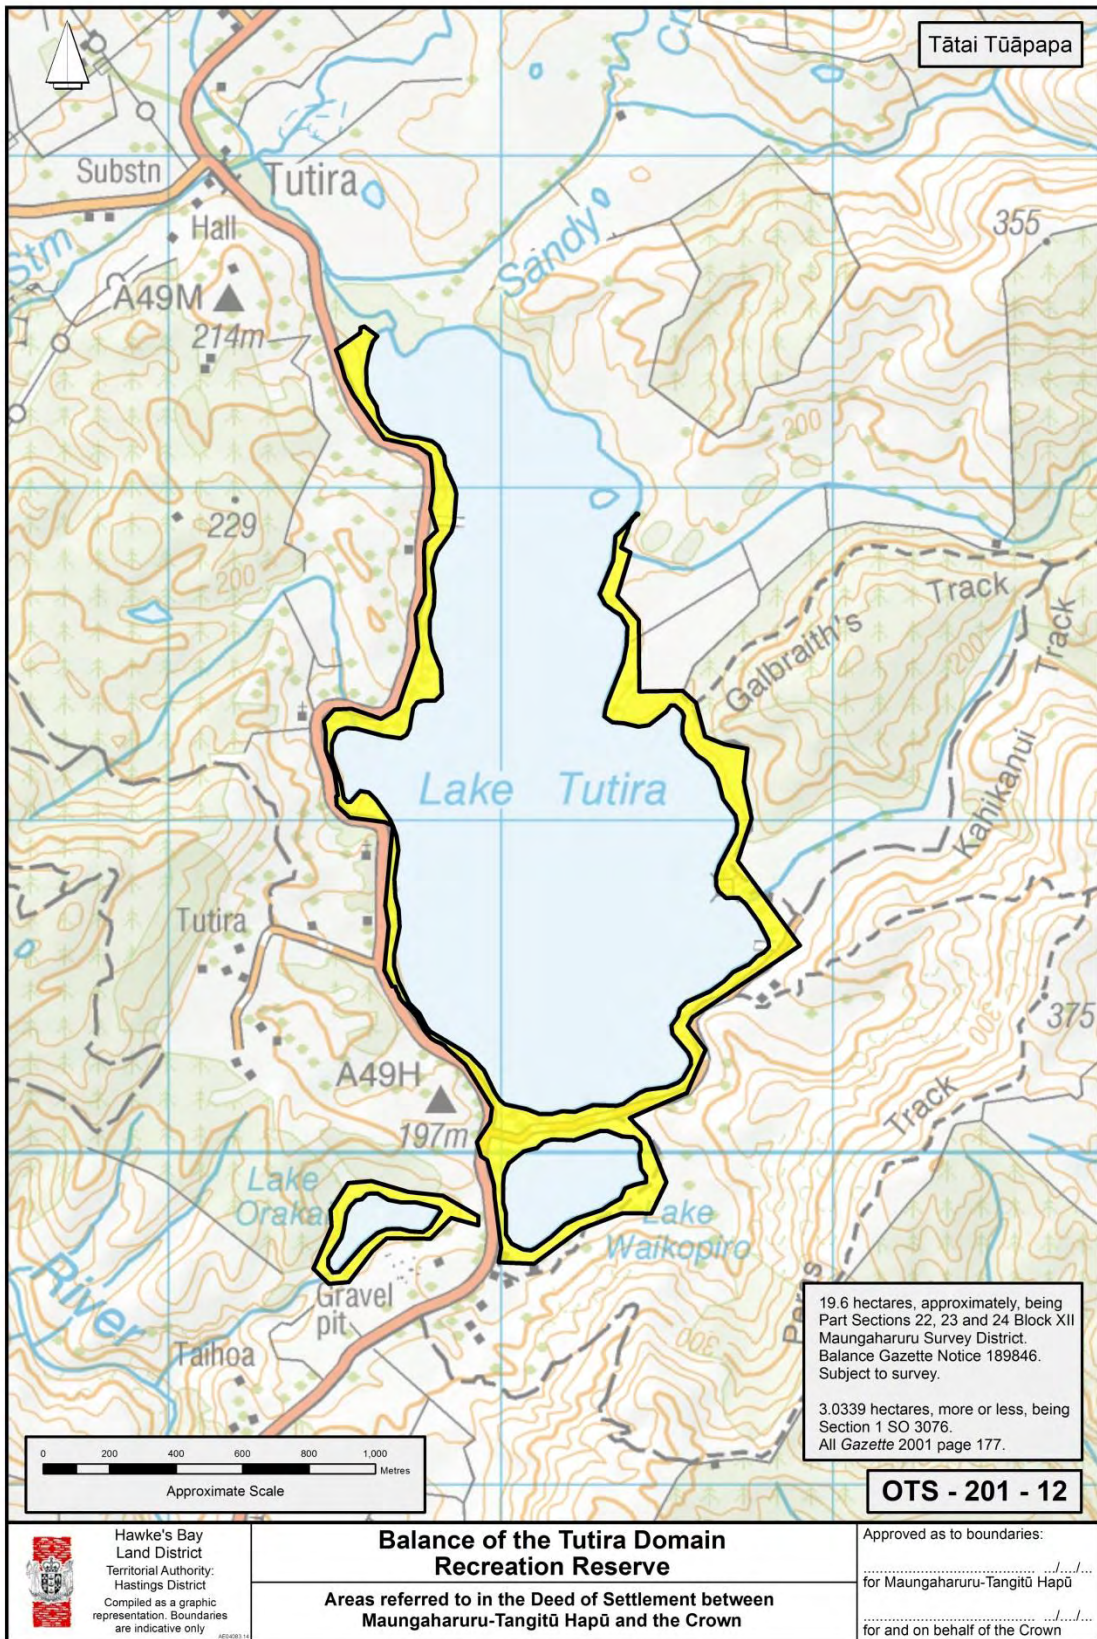 Tātai Tūāpapa
Substn
Tutira
Hall
Stm
Sandy
355
A49M
214m
200
229
200
Track
Galbraith's
Track
200
Kahikanui
Lake Tutira
Tutira
300
375
A49H
197m
Track
Lake
Lake
Waikopiro
River
Gravel
pit
300
Taihoa
19.6 hectares, approximately, being
Part Sections 22, 23 and 24 Block XII
Maungaharuru Survey District.
Balance Gazette Notice 189846.
Subject to survey.
3.0339 hectares, more or less, being
Section 1 SO 3076.
All Gazette 2001 page 177.
0 200 400 600 800 1,000
Metres
Approximate Scale
OTS - 201 - 12
Hawke's Bay
Land District
Territorial Authority:
Hastings District
Compiled as a graphic
representation. Boundaries
are indicative only
Balance of the Tutira Domain
Recreation Reserve
Areas referred to in the Deed of Settlement between
Maungaharuru-Tangitū Hapū and the Crown
Approved as to boundaries:
........................................ .../..../...
for Maungaharuru-Tangitū Hapū
........................................ .../..../...
for and on behalf of the Crown